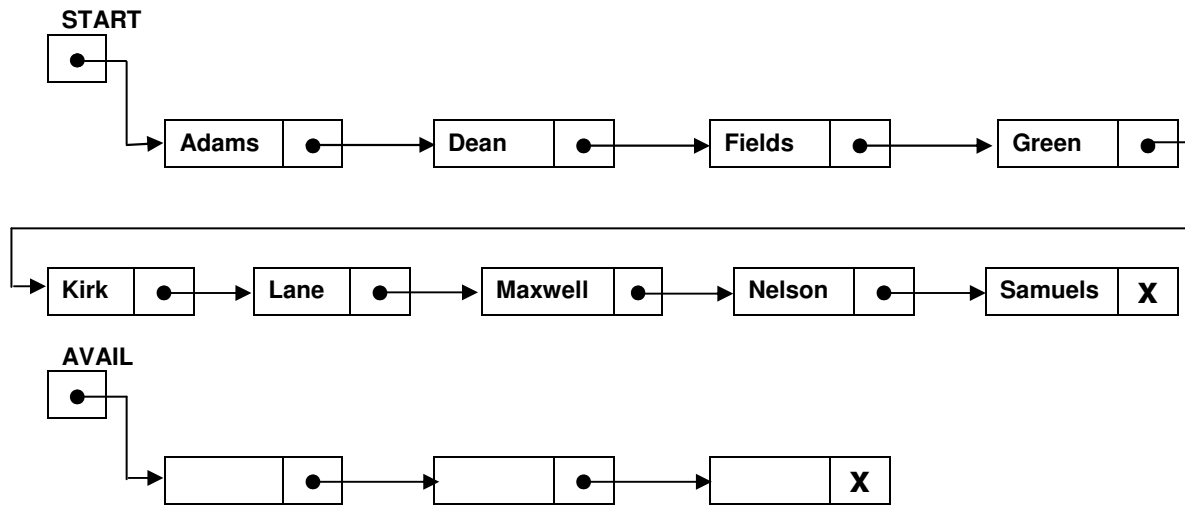 START
Adams Dean Fields Green
Kirk Lane Maxwell Nelson Samuels X
AVAIL
X